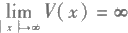 lim V(x) = ∞
|x|↦∞